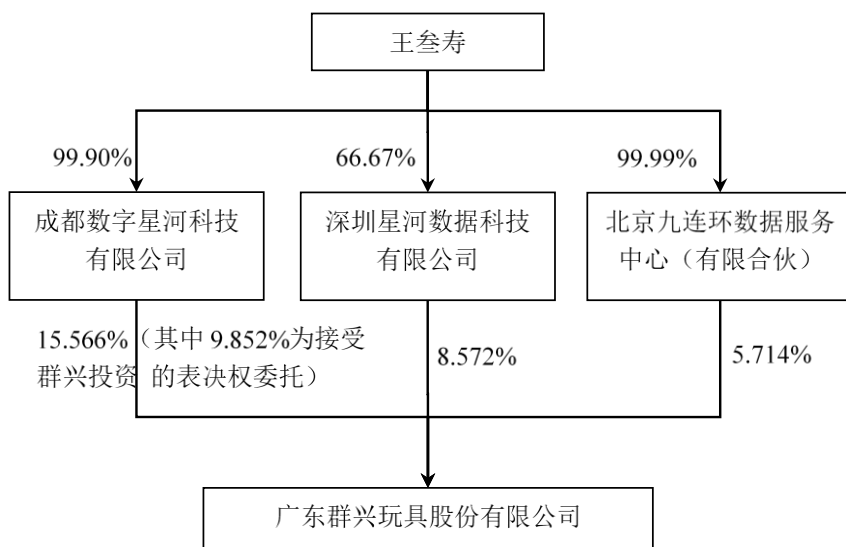 王叁寿
99.90%
66.67%
99.99%
成都数字星河科技
有限公司
深圳星河数据科技
有限公司
北京九连环数据服务
中心（有限合伙）
15.566%（其中 9.852%为接受
群兴投资 的表决权委托）
8.572%
5.714%
广东群兴玩具股份有限公司